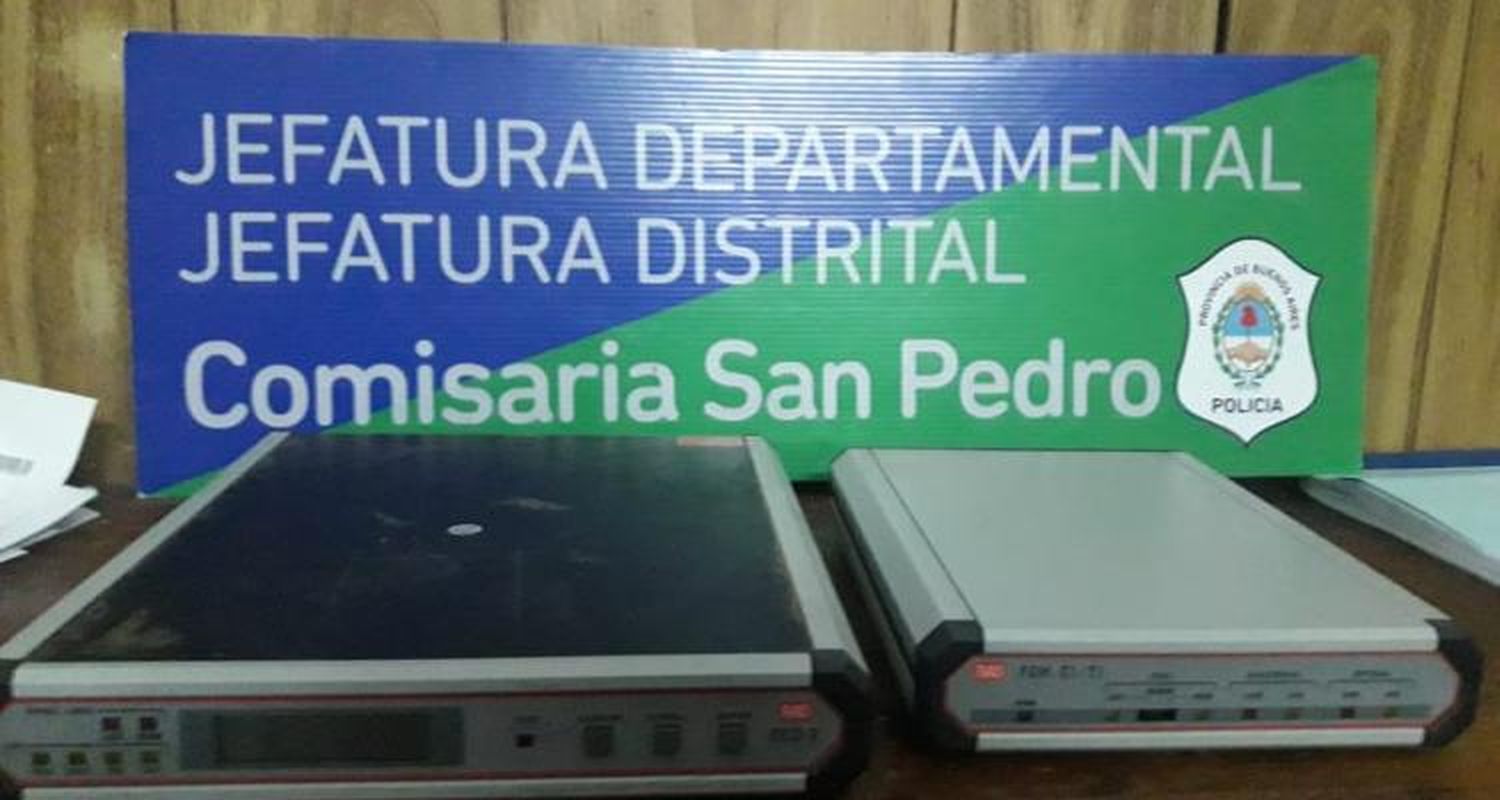 JEFATURA DEPARTAMENTAL
JEFATURA DISTRITAL
Comisaria San Pedro
PROVINCIA DE BUENOS AIRES
POLICIA